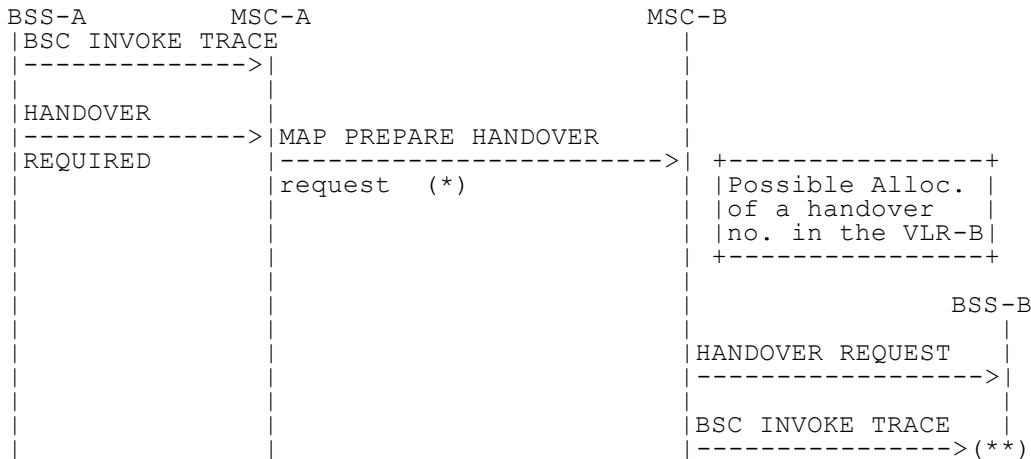 BSS-A MSC-A MSC-B
BSC INVOKE TRACE
HANDOVER
MAP PREPARE HANDOVER
REQUIRED
request (*)
Possible Alloc.
of a handover
no. in the VLR-B
BSS-B
HANDOVER REQUEST
BSC INVOKE TRACE
(**)